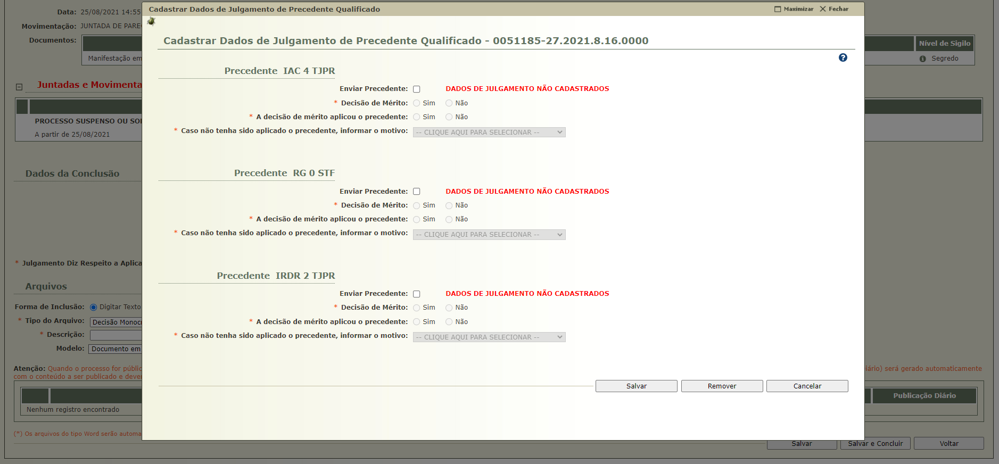 Cadastrar Dados de Julgamento de Precedente Qualificado
Maximizar Fechar
Cadastrar Dados de Julgamento de Precedente Qualificado - 0051185-27.2021.8.16.0000
Precedente IAC 4 TJPR
Enviar Precedente: DADOS DE JULGAMENTO NÃO CADASTRADOS
* Decisão de Mérito: Sim Não
* A decisão de mérito aplicou o precedente: Sim Não
* Caso não tenha sido aplicado o precedente, informar o motivo: -- CLIQUE AQUI PARA SELECIONAR --
Precedente RG 0 STF
Enviar Precedente: DADOS DE JULGAMENTO NÃO CADASTRADOS
* Decisão de Mérito: Sim Não
* A decisão de mérito aplicou o precedente: Sim Não
* Caso não tenha sido aplicado o precedente, informar o motivo: -- CLIQUE AQUI PARA SELECIONAR --
Precedente IRDR 2 TJPR
Enviar Precedente: DADOS DE JULGAMENTO NÃO CADASTRADOS
* Decisão de Mérito: Sim Não
* A decisão de mérito aplicou o precedente: Sim Não
* Caso não tenha sido aplicado o precedente, informar o motivo: -- CLIQUE AQUI PARA SELECIONAR --
Salvar Remover Cancelar
Data: 25/08/2021 14:55
Movimentação: JUNTADA DE PARE
Documentos:
Nível de Sigilo
Manifestação em
Segredo
Juntadas e Movimenta
PROCESSO SUSPENSO OU SO
A partir de 25/08/2021
Dados da Conclusão
* Julgamento Diz Respeito a Aplica
Arquivos
Forma de Inclusão: Digitar Texto
* Tipo do Arquivo: Decisão Monoc
* Descrição:
Modelo: Documento em
Atenção: Quando o processo for públic
iário) será gerado automaticamente
com o conteúdo a ser publicado e deve
Publicação Diário
Nenhum registro encontrado
(*) Os arquivos do tipo Word serão automa
Salvar Salvar e Concluir Voltar